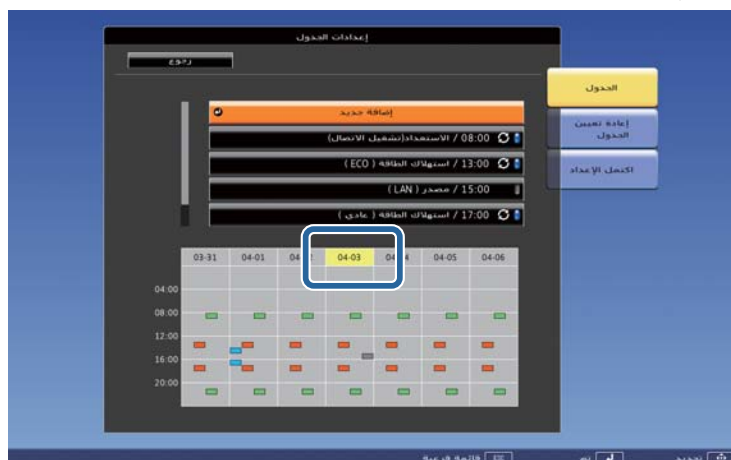 إعدادات الجدول
رجوع
الجدول
إعادة تعيين
الجدول
اكتمل الإعداد
إضافة جديد
08:00 / الاستعداد(تشغيل الاتصال)
13:00 / استهلاك الطاقة ( ECO )
15:00 / مصدر ( LAN )
17:00 / استهلاك الطاقة ( عادي )
03-31 04-01 04-03 04-05 04-06
04:00
08:00
12:00
16:00
20:00
تحديد
قائمة فرعية